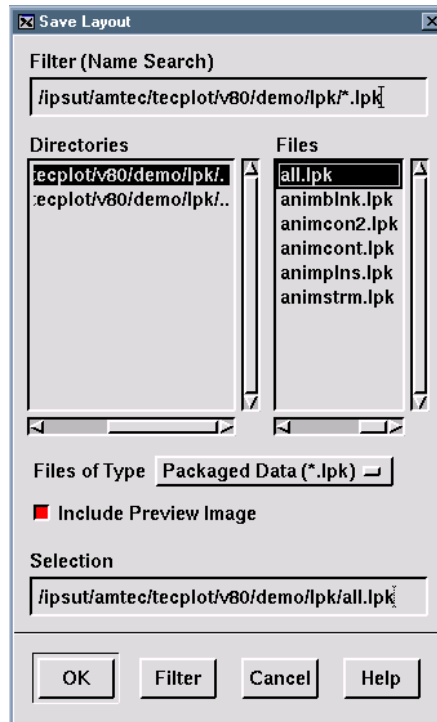 Save Layout
Filter (Name Search)
/ipsut/amtec/tecplot/v80/demo/lpk/*.lpk
Directories
Files
tecplot/v80/demo/lpk/.
all.lpk
:ecplot/v80/demo/lpk/..
animblnk.lpk
animcon2.lpk
animcont.lpk
animplns.lpk
animstrm.lpk
Files of Type
Packaged Data (*.lpk)
Include Preview Image
Selection
/ipsut/amtec/tecplot/v80/demo/lpk/all.lpk
OK
Filter
Cancel
Help